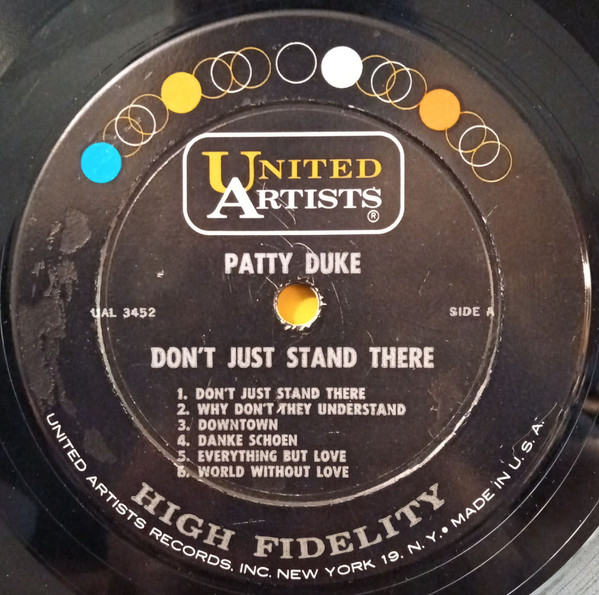 UNITED
ARTISTS
®
PATTY DUKE
UAL 3452
SIDE A
DON'T JUST STAND THERE
1. DON'T JUST STAND THERE
2. WHY DON'T THEY UNDERSTAND
3. DOWNTOWN
4. DANKE SCHOEN
5. EVERYTHING BUT LOVE
6. WORLD WITHOUT LOVE
HIGH FIDELITY
UNITED ARTISTS RECORDS, INC. NEW YORK 19, N.Y. • MADE IN U.S.A.